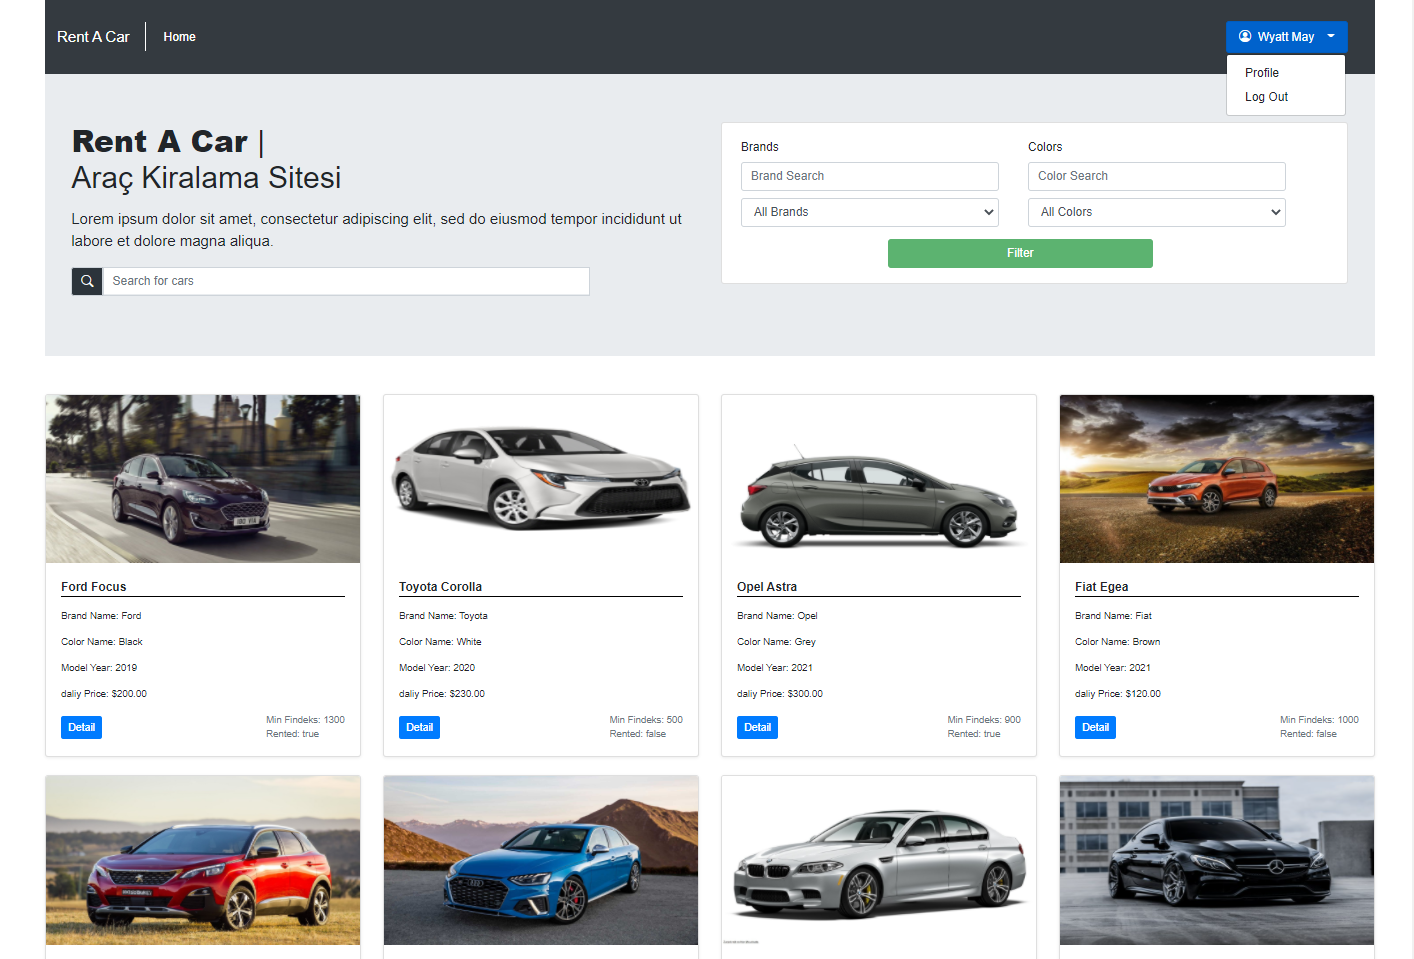 Rent A Car
Home
Wyatt May
Profile
Log Out
Rent A Car |
Araç Kiralama Sitesi
Lorem ipsum dolor sit amet, consectetur adipiscing elit, sed do eiusmod tempor incididunt ut
labore et dolore magna aliqua.
Search for cars
Brands
Colors
Brand Search
Color Search
All Brands
All Colors
Filter
Ford Focus
Brand Name: Ford
Color Name: Black
Model Year: 2019
daliy Price: $200.00
Detail
Min Findeks: 1300
Rented: true
Toyota Corolla
Brand Name: Toyota
Color Name: White
Model Year: 2020
daliy Price: $230.00
Detail
Min Findeks: 500
Rented: false
Opel Astra
Brand Name: Opel
Color Name: Grey
Model Year: 2021
daliy Price: $300.00
Detail
Min Findeks: 900
Rented: true
Fiat Egea
Brand Name: Fiat
Color Name: Brown
Model Year: 2021
daliy Price: $120.00
Detail
Min Findeks: 1000
Rented: false